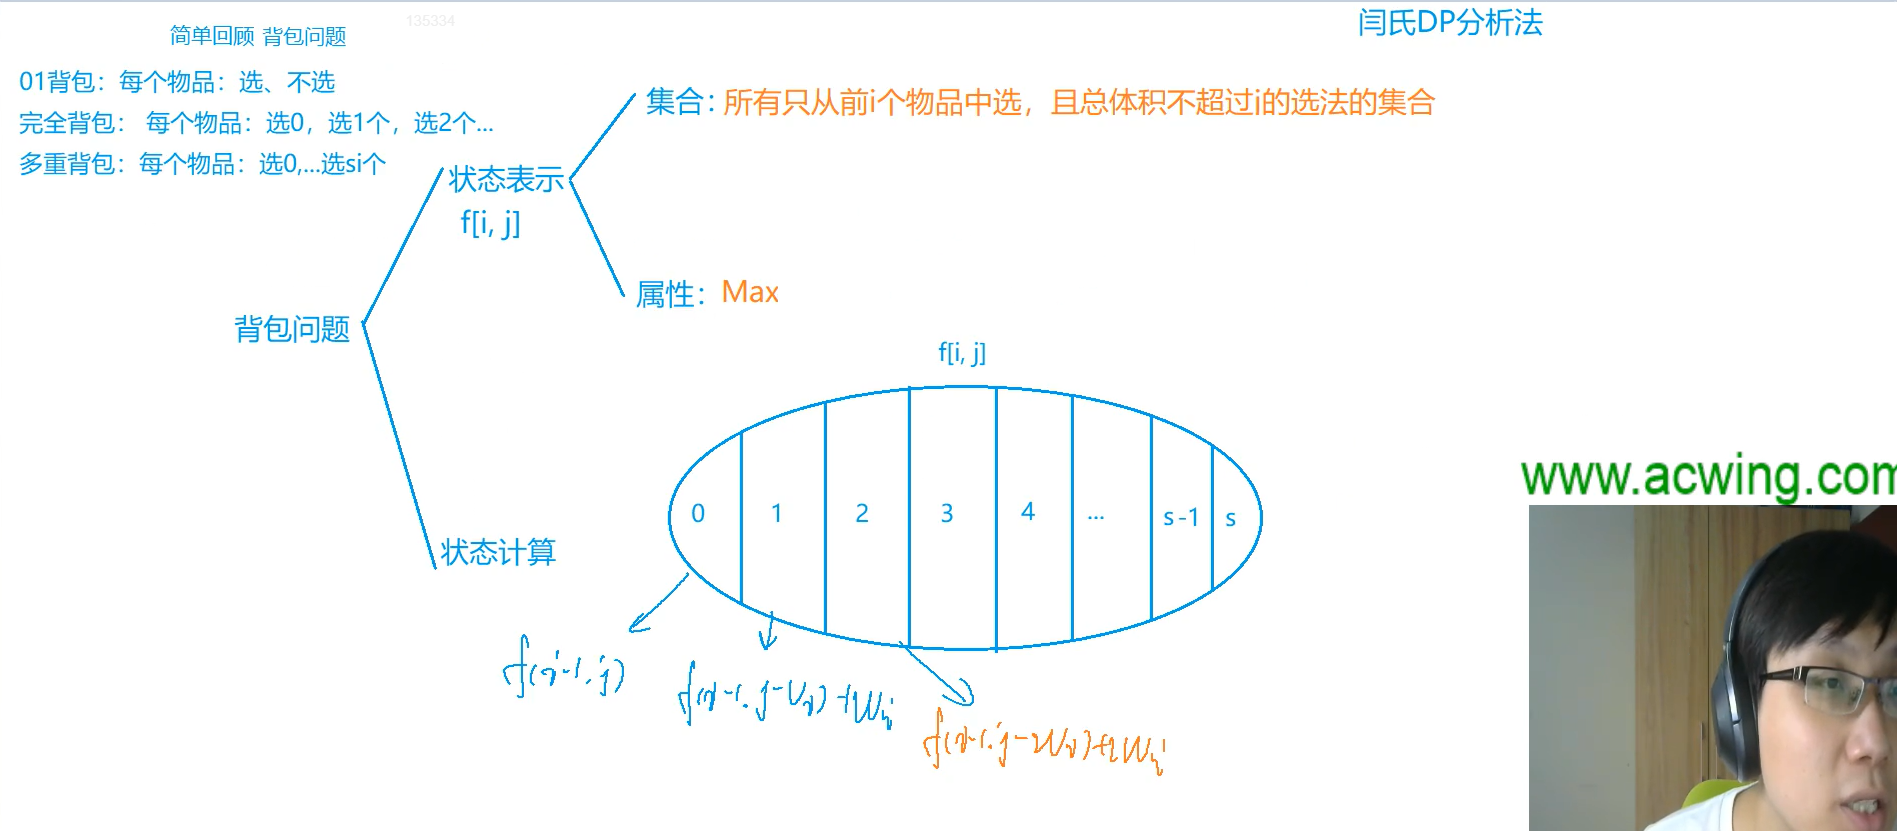 135334
简单回顾 背包问题
闫氏DP分析法
01背包：每个物品：选、不选
完全背包： 每个物品：选0，选1个，选2个...
多重背包：每个物品：选0,...选si个
集合：所有只从前i个物品中选，且总体积不超过j的选法的集合
状态表示
f[i, j]
属性：Max
背包问题
f[i, j]
0 1 2 3 4 ... s-1 s
状态计算
f(i-1, j)
f(i-1, j-Vi)+Wi
f(i-1, j-2Vi)+2Wi
www.acwing.com